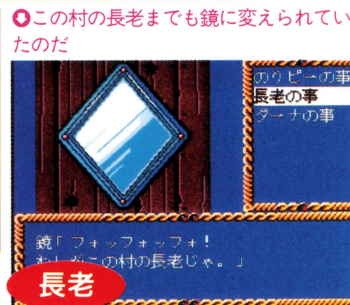 この村の長老までも鏡に変えられてい
たのだ
のりピーの事
長老の事
ダーナの事
鏡「フォッフォッフォ!
わしがこの村の長老じゃ。」
長老